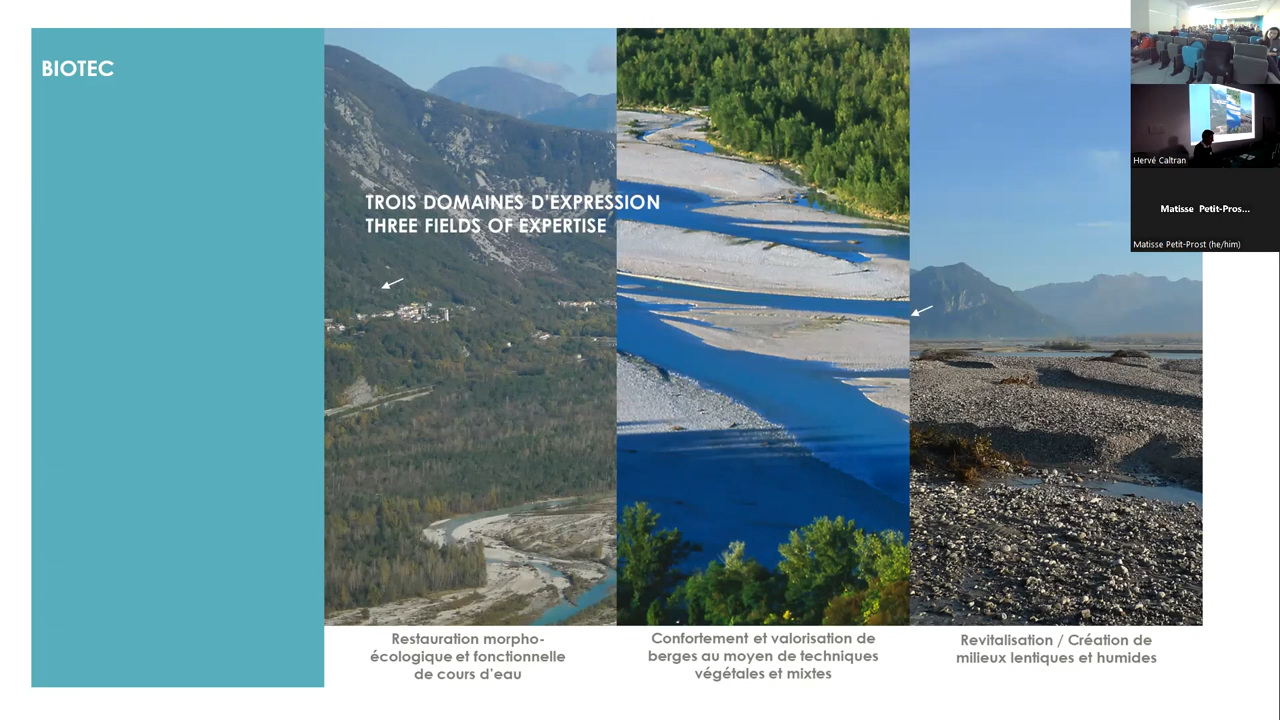 BIOTEC
TROIS DOMAINES D'EXPRESSION
THREE FIELDS OF EXPERTISE
Restauration morpho-
écologique et fonctionnelle
de cours d'eau
Confortement et valorisation de
berges au moyen de techniques
végétales et mixtes
Revitalisation / Création de
milieux lentiques et humides
Hervé Caltran
Matisse Petit-Pros...
Matisse Petit-Prost (he/him)